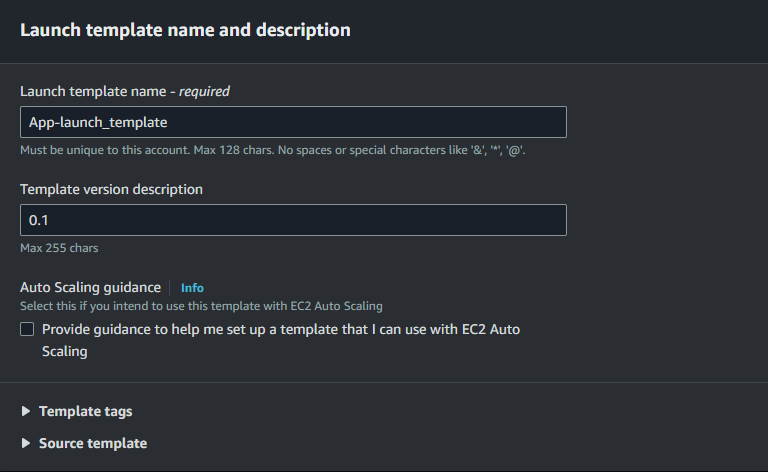 Launch template name and description
Launch template name - required
App-launch_template
Must be unique to this account. Max 128 chars. No spaces or special characters like '&', '*', '@'.
Template version description
0.1
Max 255 chars
Auto Scaling guidance | Info
Select this if you intend to use this template with EC2 Auto Scaling
Provide guidance to help me set up a template that I can use with EC2 Auto
Scaling
Template tags
Source template